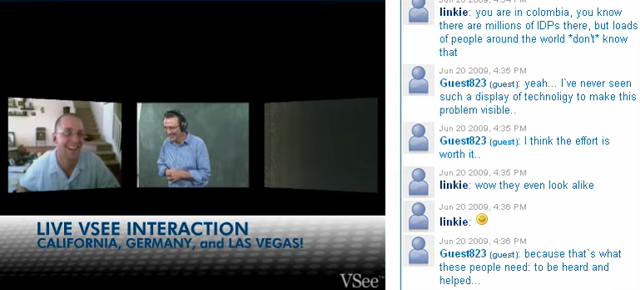 LIVE VSEE INTERACTION
CALIFORNIA, GERMANY, and LAS VEGAS!
VSee
linkie: you are in colombia, you know
there are millions of IDPs there, but loads
of people around the world *don't* know
that
Jun 20 2009, 4:35 PM
Guest823 (guest): yeah... I`ve never seen
such a display of technoligy to make this
problem visible..
Jun 20 2009, 4:35 PM
Guest823 (guest): I think the effort is
worth it..
Jun 20 2009, 4:35 PM
linkie: wow they even look alike
Jun 20 2009, 4:36 PM
linkie:
Jun 20 2009, 4:36 PM
Guest823 (guest): because that`s what
these people need: to be heard and
helped...